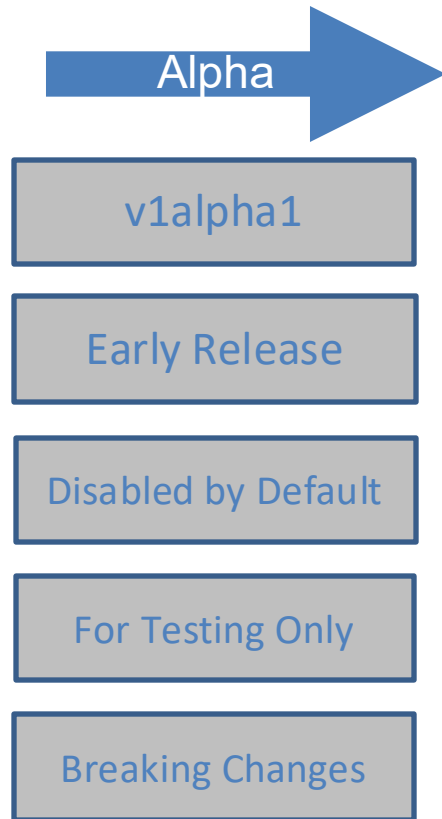 Alpha
v1alpha1
Early Release
Disabled by Default
For Testing Only
Breaking Changes